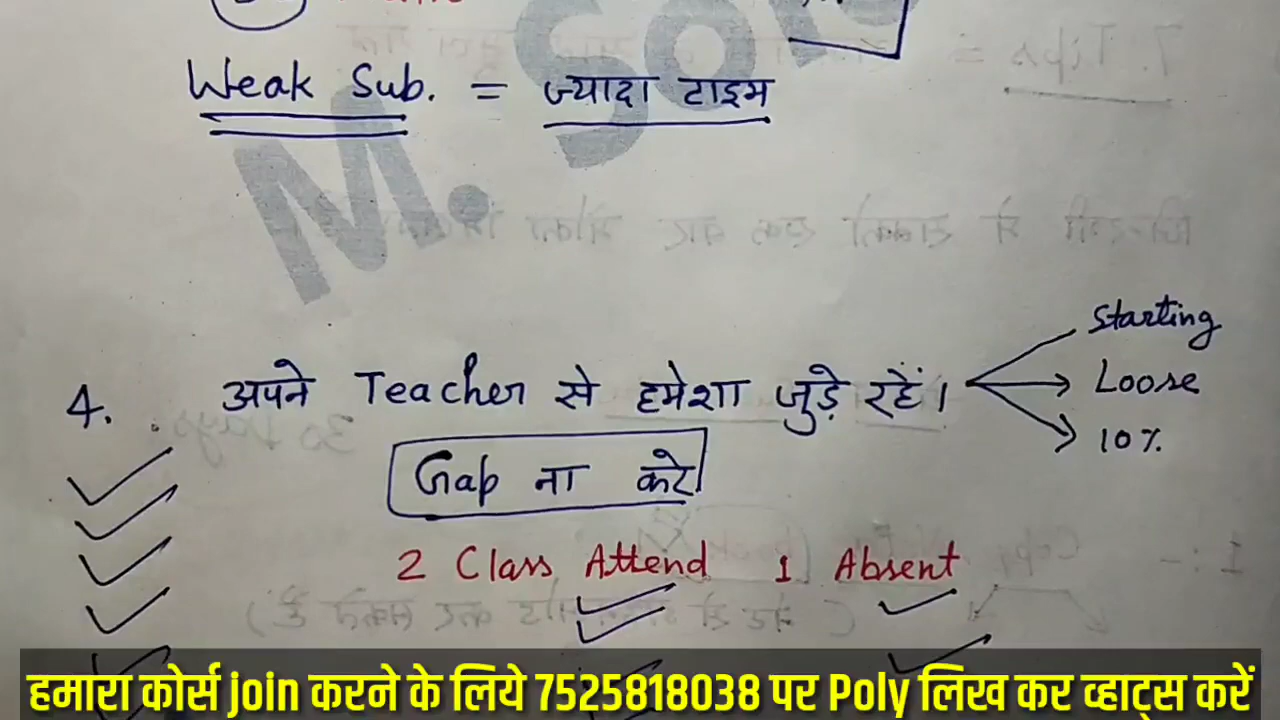 Weak Sub. = ज्यादा टाइम
4. अपने Teacher से हमेशा जुड़े रहें।
Starting
Loose
10%
Gap ना करे
2 Class Attend 1 Absent
हमारा कोर्स join करने के लिये 7525818038 पर Poly लिख कर व्हाट्स करें